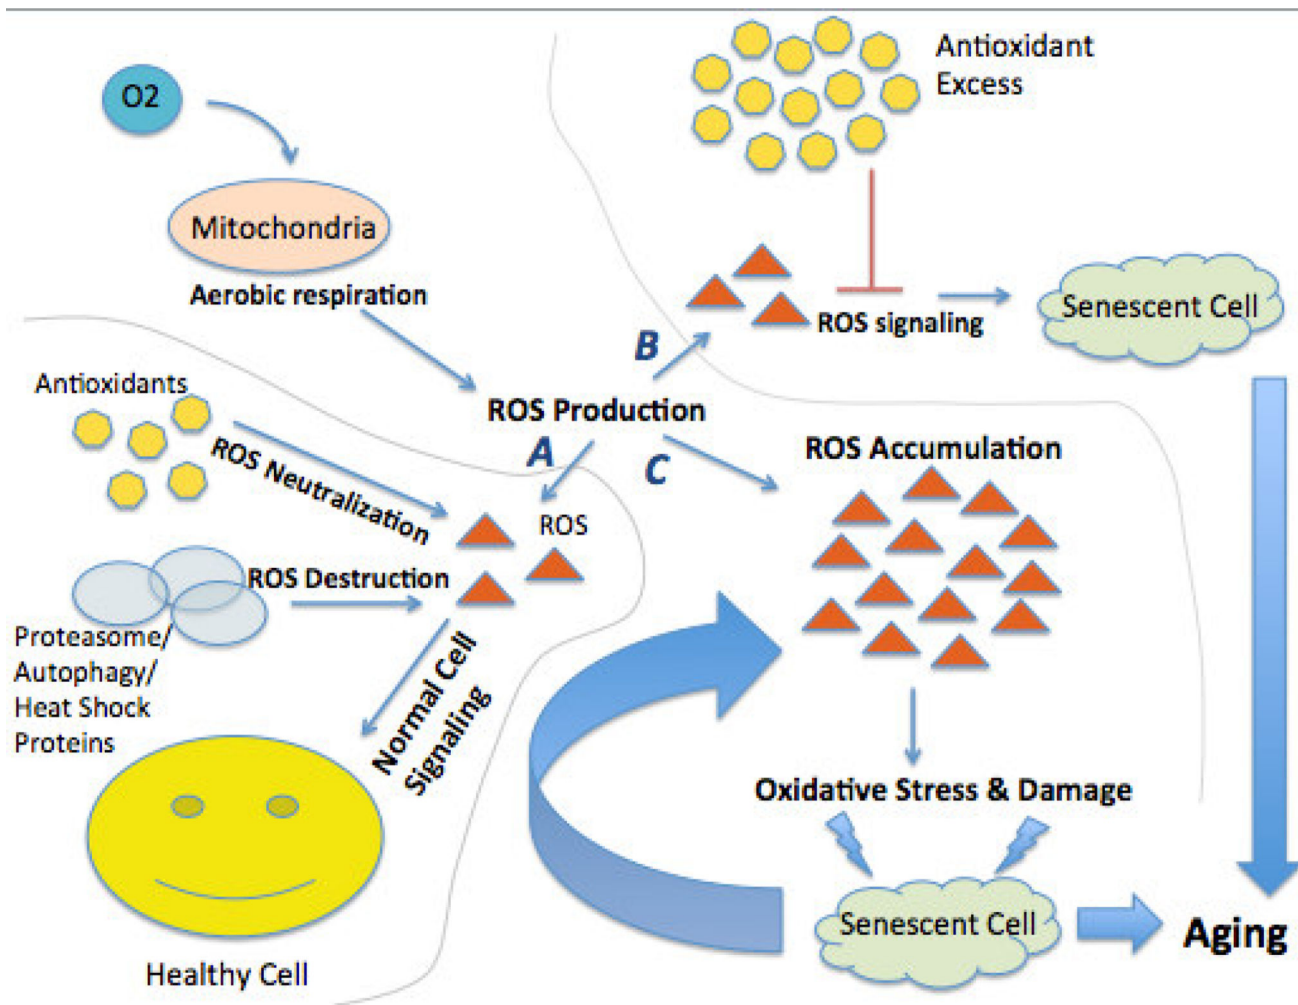 O2
Mitochondria
Aerobic respiration
Antioxidant
Excess
ROS signaling
Senescent Cell
B
ROS Production
A
C
Antioxidants
ROS Neutralization
ROS
ROS Destruction
Proteasome/
Autophagy/
Heat Shock
Proteins
Normal Cell
Signaling
Healthy Cell
ROS Accumulation
Oxidative Stress & Damage
Senescent Cell
Aging